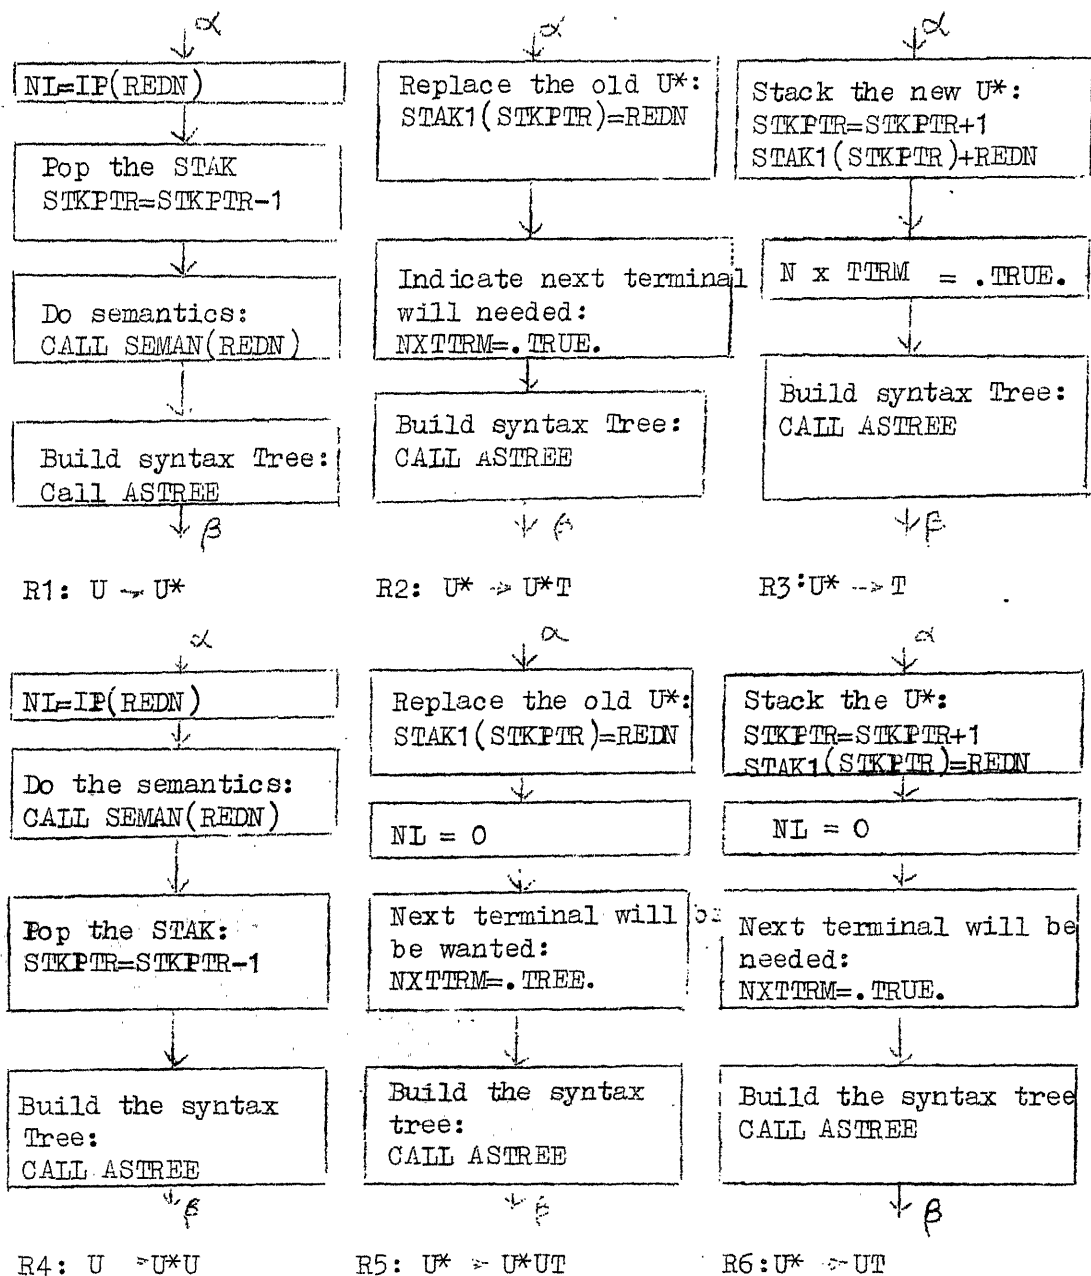 α
NL=IP(REDN)
Pop the STAK
STKPTR=STKPTR-1
Do semantics:
CALL SEMAN(REDN)
Build syntax Tree:
Call ASTREE
β
R1: U → U*
α
Replace the old U*:
STAK1(STKPTR)=REDN
Indicate next terminal
will needed:
NXTTRM=.TRUE.
Build syntax Tree:
CALL ASTREE
β
R2: U* → U*T
α
Stack the new U*:
STKPTR=STKPTR+1
STAK1(STKPTR)+REDN
N x TTRM = .TRUE.
Build syntax Tree:
CALL ASTREE
β
R3:U* --> T
α
NL=IP(REDN)
Do the semantics:
CALL SEMAN(REDN)
Pop the STAK:
STKPTR=STKPTR-1
Build the syntax
Tree:
CALL ASTREE
β
R4: U > U*U
α
Replace the old U*:
STAK1(STKPTR)=REDN
NL = 0
Next terminal will
be wanted:
NXTTRM=.TREE.
Build the syntax
tree:
CALL ASTREE
β
R5: U* > U*UT
α
Stack the U*:
STKPTR=STKPTR+1
STAK1(STKPTR)=REDN
NL = 0
Next terminal will be
needed:
NXTTRM=.TRUE.
Build the syntax tree
CALL ASTREE
β
R6:U* > UT